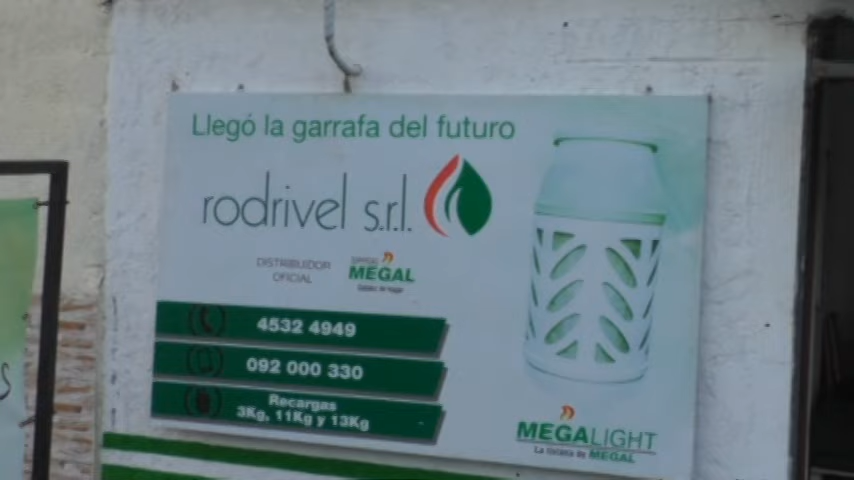 Llegó la garrafa del futuro
rodrivel s.r.l.
DISTRIBUIDOR
OFICIAL
MEGAL
4532 4949
092 000 330
Recargas
3Kg, 11Kg y 13Kg
MEGALIGHT
La liviana de MEGAL